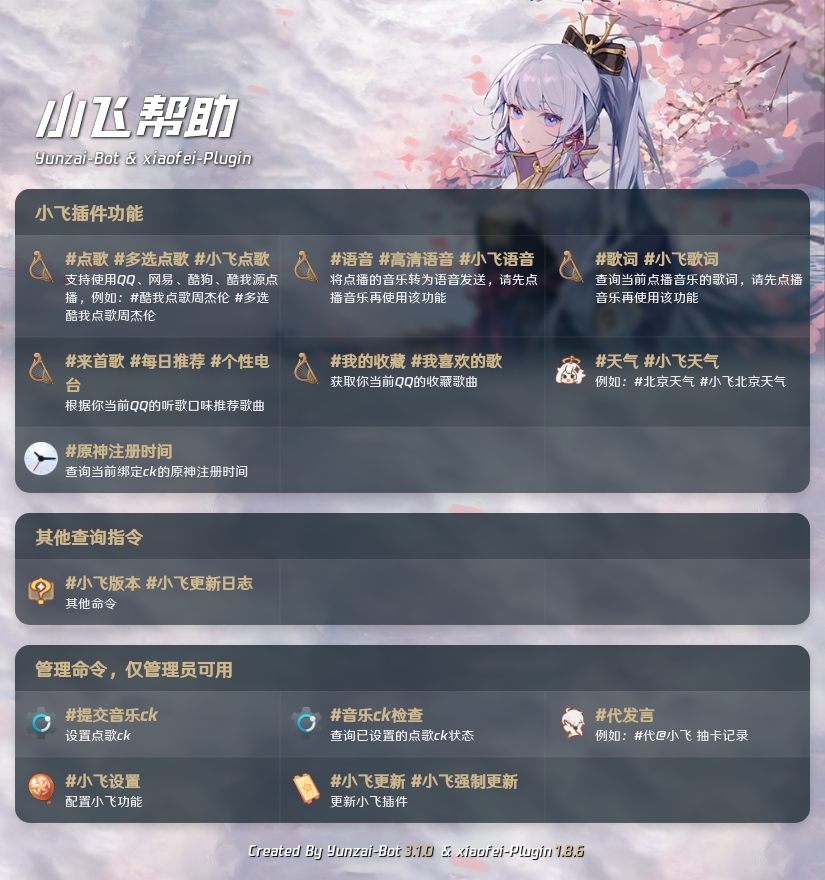 小飞帮助
Yunzai-Bot & xiaofei-Plugin
小飞插件功能
#点歌 #多选点歌 #小飞点歌
支持使用QQ、网易、酷狗、酷我源点
播，例如：#酷我点歌周杰伦 #多选
酷我点歌周杰伦
#语音 #高清语音 #小飞语音
将点播的音乐转为语音发送，请先点
播音乐再使用该功能
#歌词 #小飞歌词
查询当前点播音乐的歌词，请先点播
音乐再使用该功能
#来首歌 #每日推荐 #个性电
台
根据你当前QQ的听歌口味推荐歌曲
#我的收藏 #我喜欢的歌
获取你当前QQ的收藏歌曲
#天气 #小飞天气
例如：#北京天气 #小飞北京天气
#原神注册时间
查询当前绑定ck的原神注册时间
其他查询指令
#小飞版本 #小飞更新日志
其他命令
管理命令，仅管理员可用
#提交音乐ck
设置点歌ck
#音乐ck检查
查询已设置的点歌ck状态
#代发言
例如：#代@小飞 抽卡记录
#小飞设置
配置小飞功能
#小飞更新 #小飞强制更新
更新小飞插件
Created By Yunzai-Bot 3.1.0 & xiaofei-Plugin 1.8.6